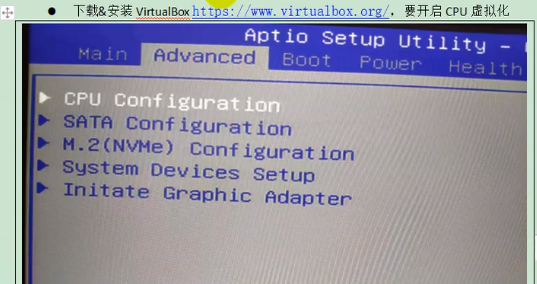 ● 下载&安装 VirtualBox https://www.virtualbox.org/，要开启 CPU 虚拟化
Aptio Setup Utility –
Main Advanced Boot Power Health
CPU Configuration
SATA Configuration
M.2(NVMe) Configuration
System Devices Setup
Initate Graphic Adapter